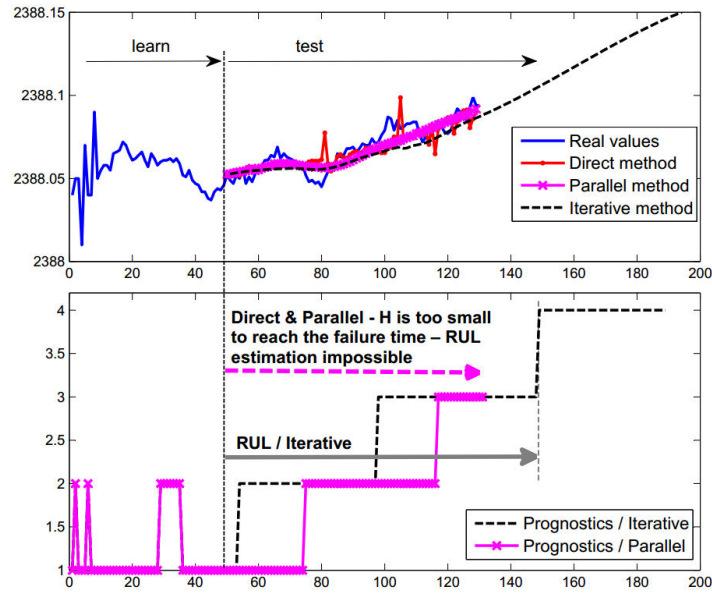 2388.15
learn
test
2388.1
2388.05
2388
Real values
Direct method
Parallel method
Iterative method
0 20 40 60 80 100 120 140 160 180 200
4
3.5
3
2.5
2
1.5
1
Direct & Parallel - H is too small
to reach the failure time – RUL
estimation impossible
RUL / Iterative
Prognostics / Iterative
Prognostics / Parallel
0 20 40 60 80 100 120 140 160 180 200